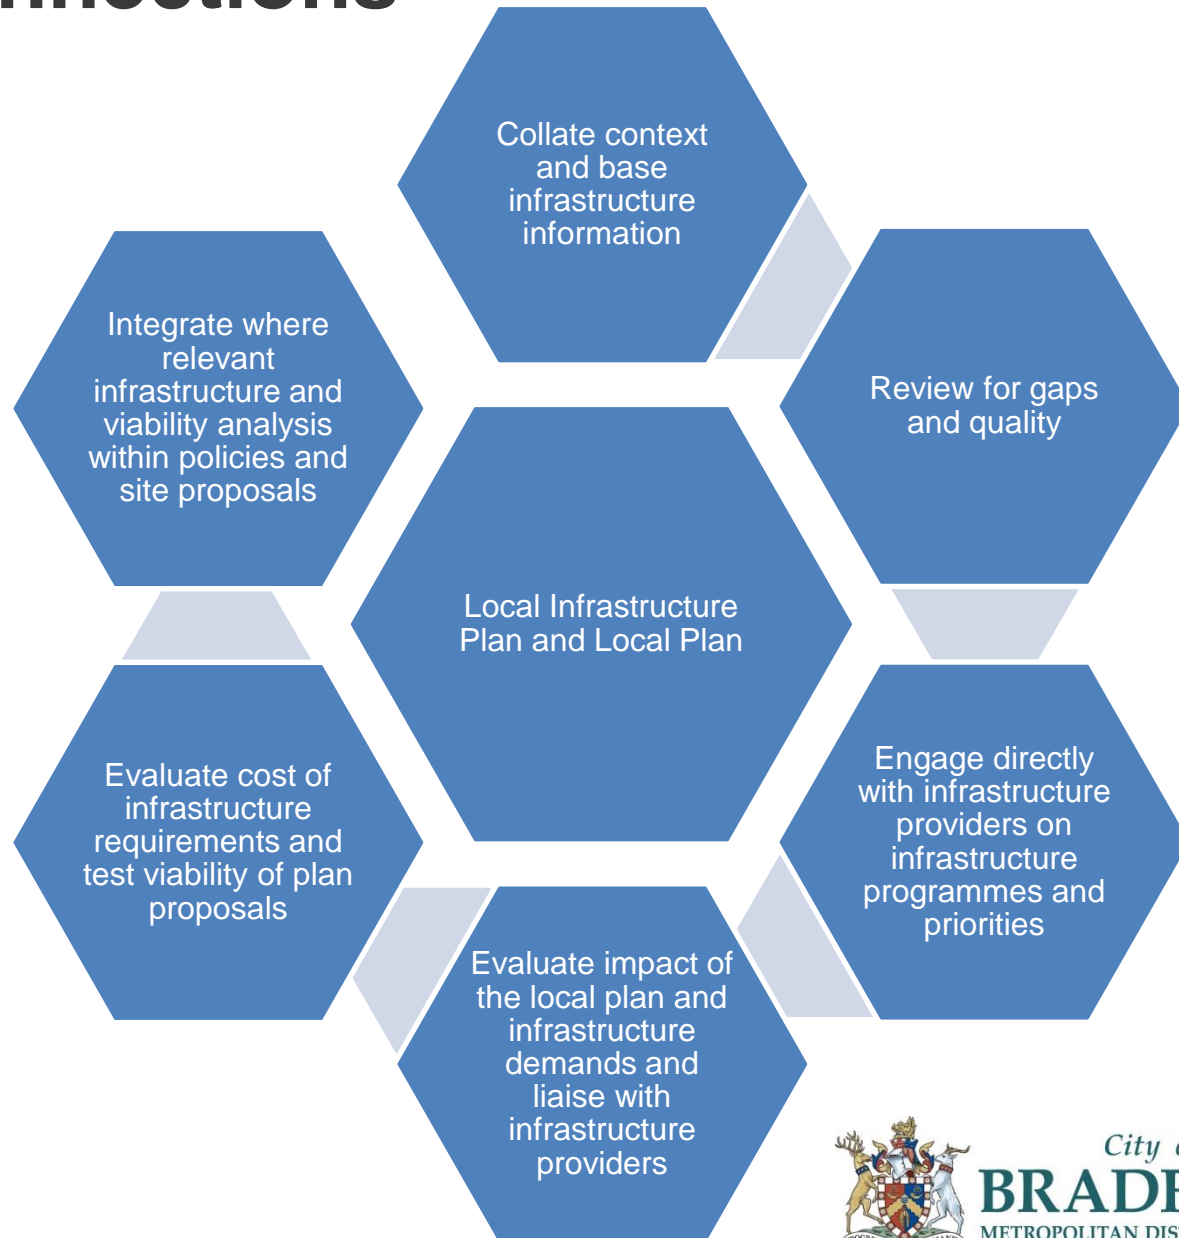 Collate context
and base
infrastructure
information
Review for gaps
and quality
Engage directly
with infrastructure
providers on
infrastructure
programmes and
priorities
Evaluate impact of
the local plan and
infrastructure
demands and
liaise with
infrastructure
providers
Evaluate cost of
infrastructure
requirements and
test viability of plan
proposals
Integrate where
relevant
infrastructure and
viability analysis
within policies and
site proposals
Local Infrastructure
Plan and Local Plan
City
METROPOLITAN